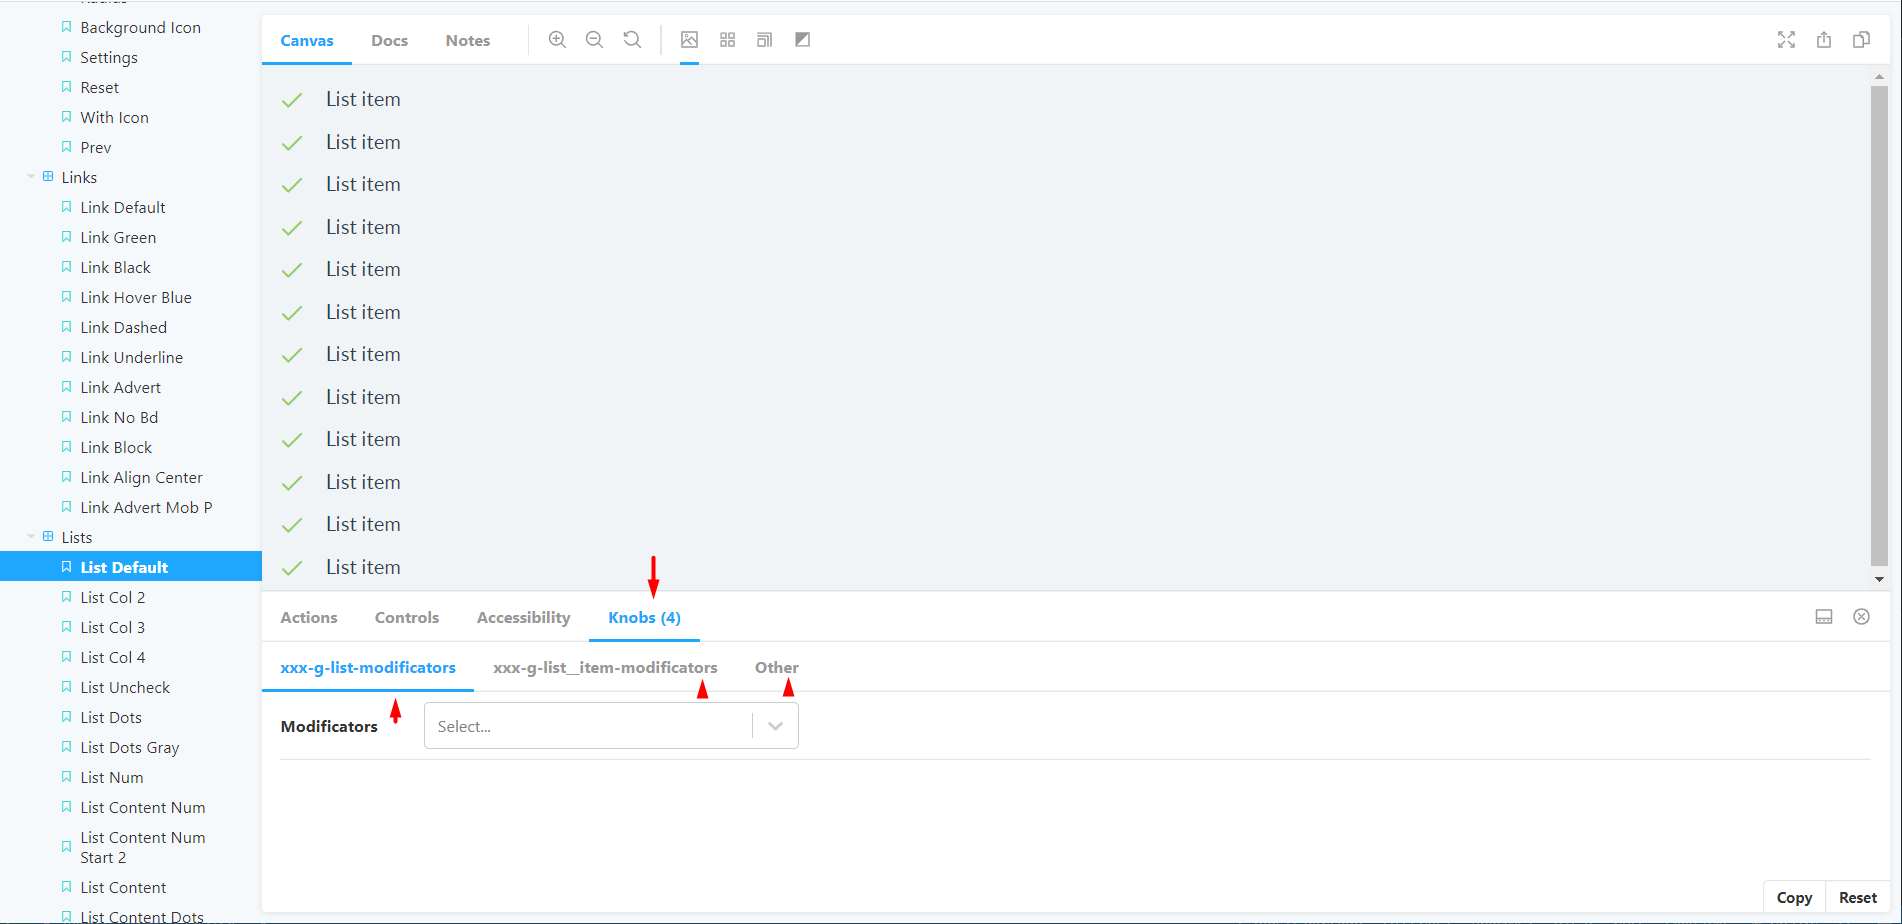 Background Icon
Settings
Reset
With Icon
Prev
Links
Link Default
Link Green
Link Black
Link Hover Blue
Link Dashed
Link Underline
Link Advert
Link No Bd
Link Block
Link Align Center
Link Advert Mob P
Lists
List Default
List Col 2
List Col 3
List Col 4
List Uncheck
List Dots
List Dots Gray
List Num
List Content Num
List Content Num
Start 2
List Content
List Content Dots
Canvas Docs Notes
List item
List item
List item
List item
List item
List item
List item
List item
List item
List item
List item
List item
Actions Controls Accessibility Knobs (4)
xxx-g-list-modificators xxx-g-list__item-modificators Other
Modificators Select...
Copy Reset